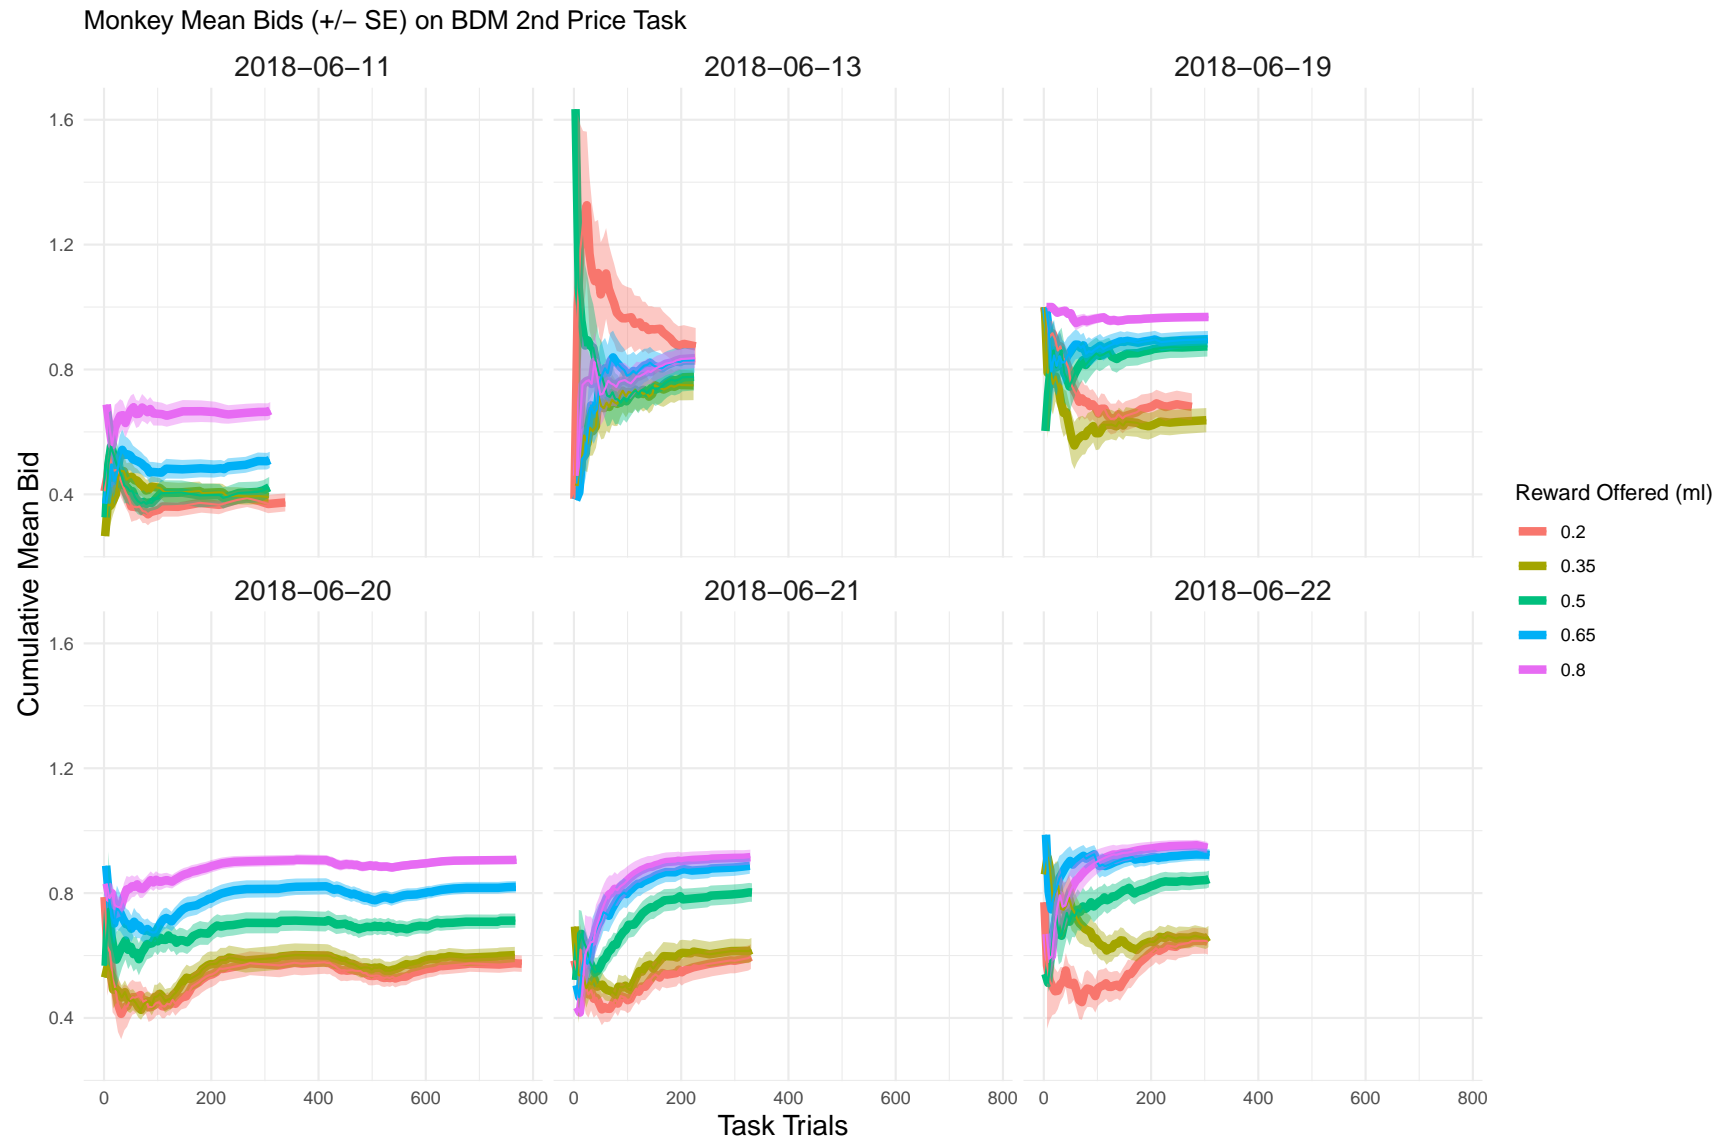 Monkey Mean Bids (+/− SE) on BDM 2nd Price Task
2018−06−11
2018−06−13
2018−06−19
1.6
1.2
0.8
0.4
2018−06−20
2018−06−21
2018−06−22
1.6
1.2
0.8
0.4
0 200 400 600 800
0 200 400 600 800
0 200 400 600 800
Task Trials
Cumulative Mean Bid
Reward Offered (ml)
0.2
0.35
0.5
0.65
0.8